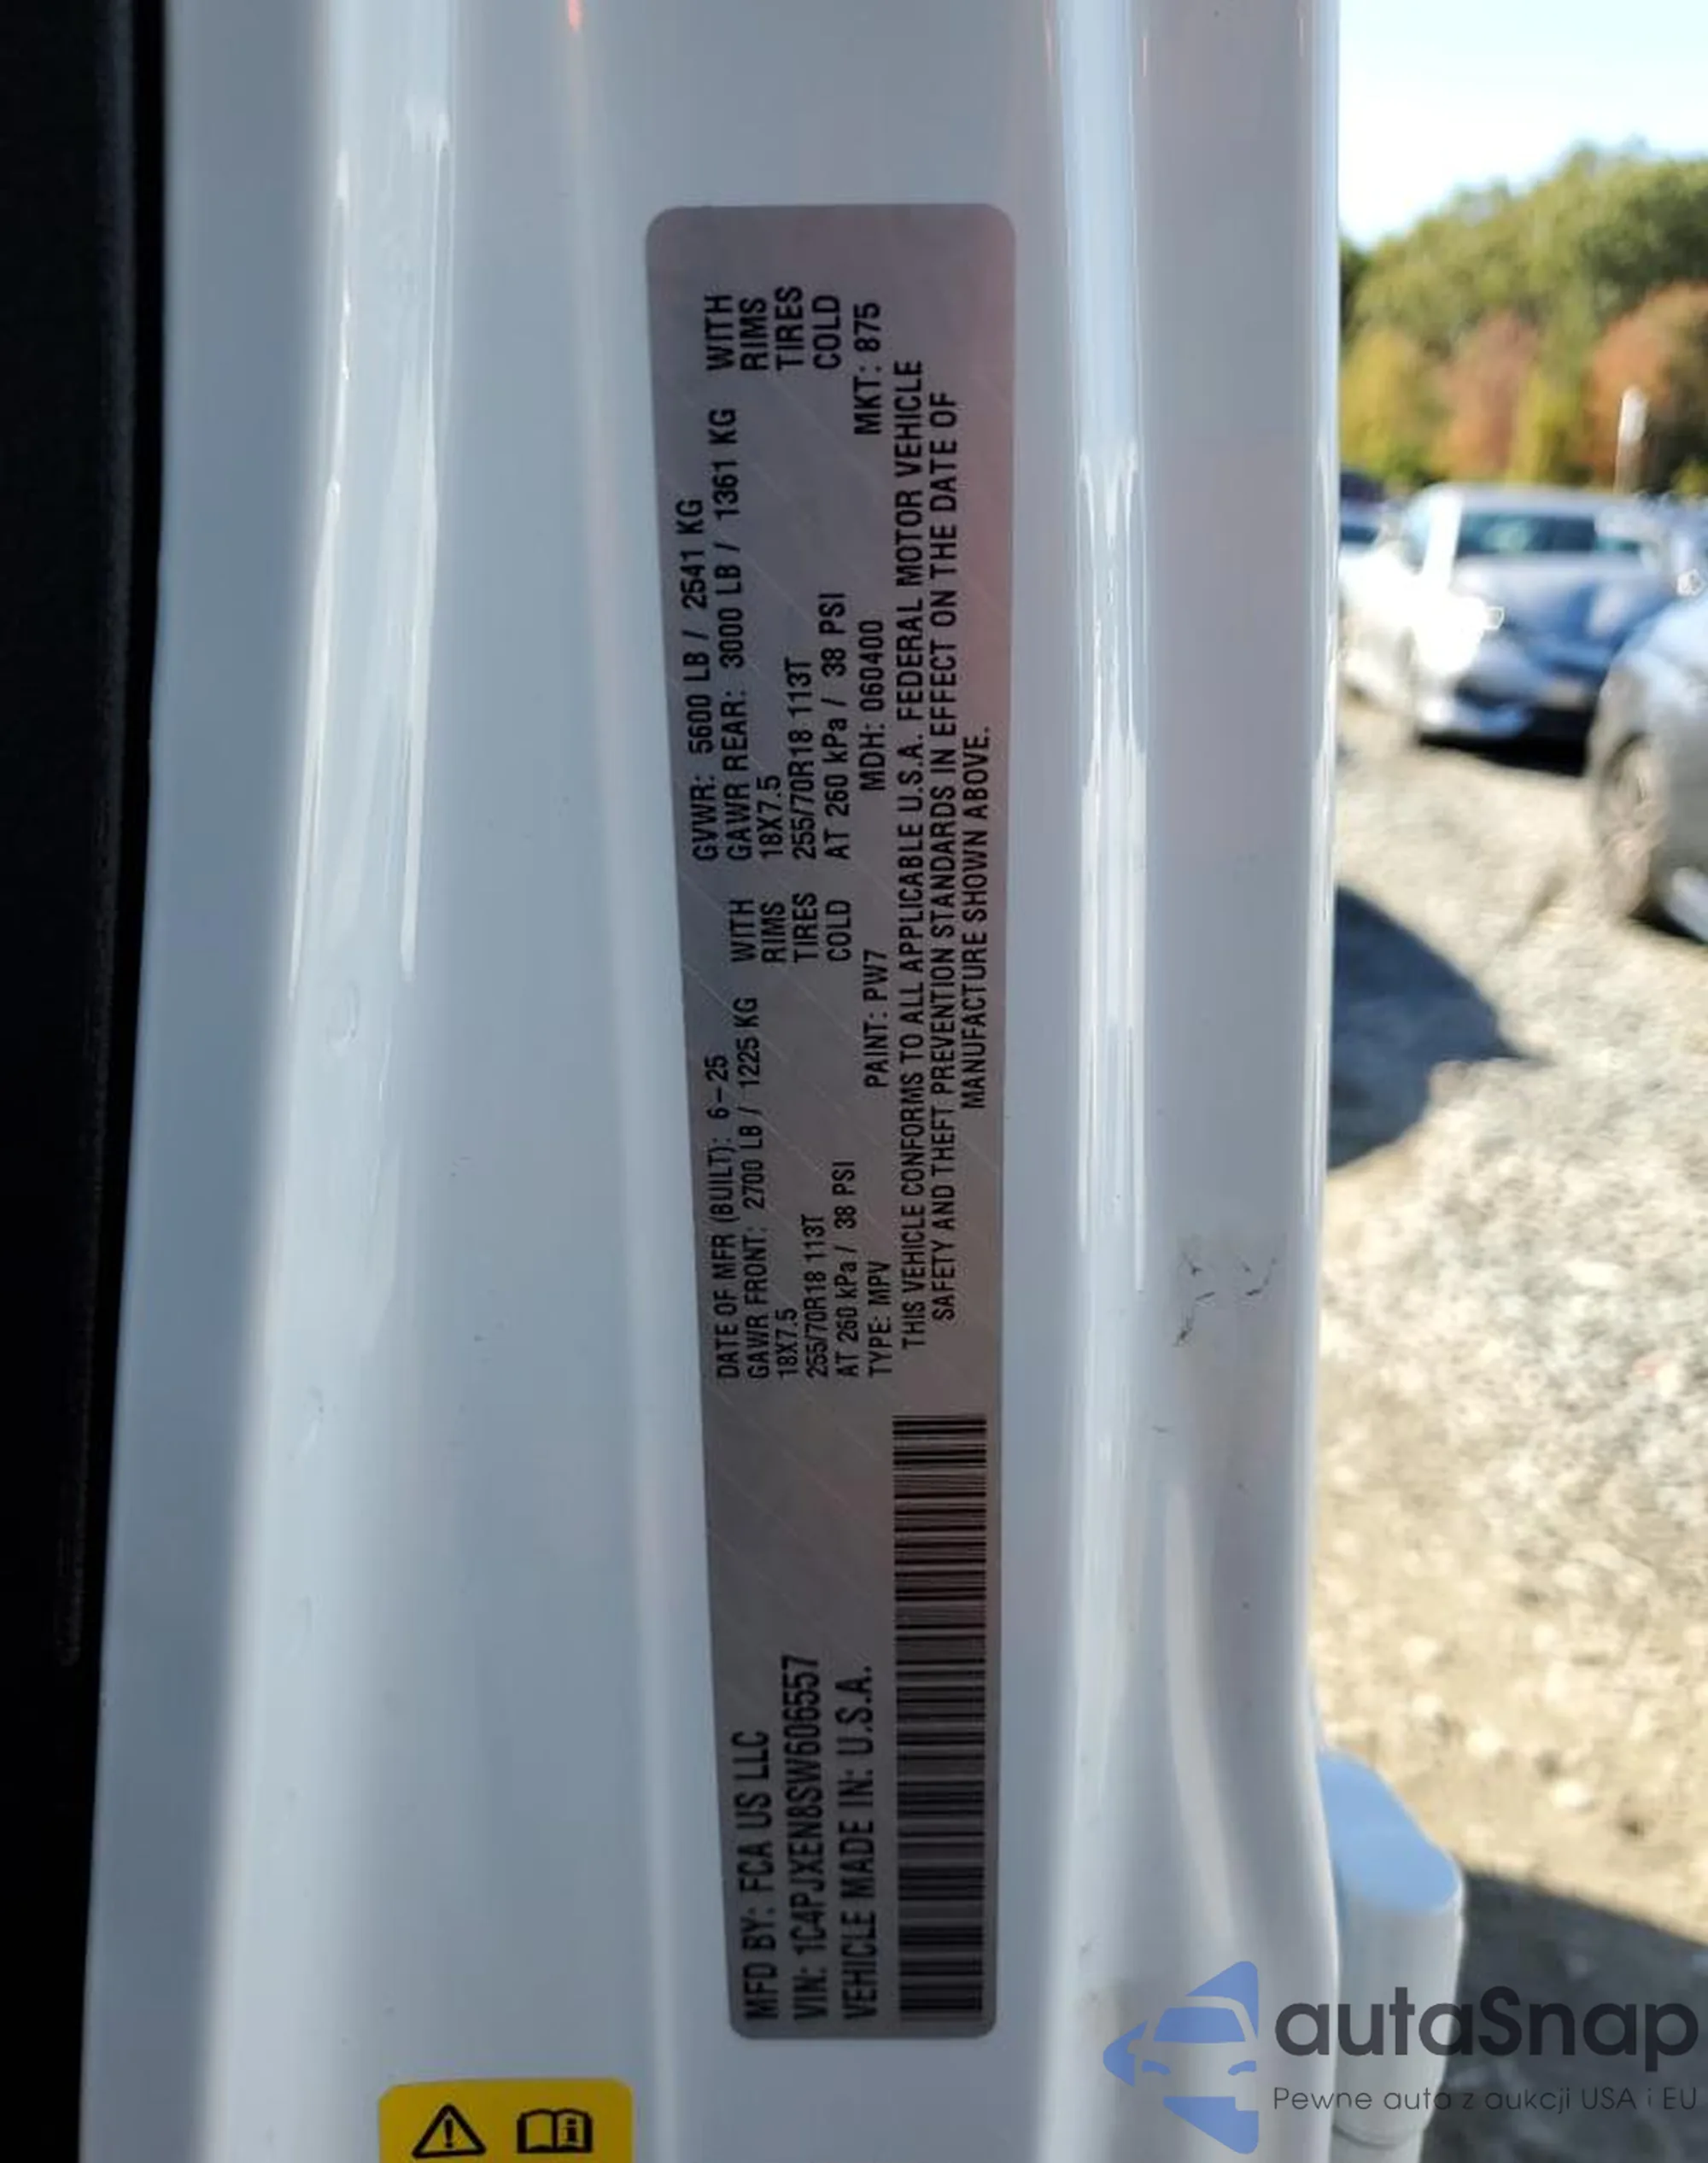 MFD BY: FCA US LLC
VIN: 1C4PJXEN8SW606557
VEHICLE MADE IN: U.S.A.
DATE OF MFR (BUILT): 6-25
GVWR: 5600 LB / 2541 KG
GAWR FRONT: 2700 LB / 1225 KG WITH
GAWR REAR: 3000 LB / 1361 KG WITH
18X7.5 RIMS
18X7.5 RIMS
255/70R18 113T TIRES
255/70R18 113T TIRES
AT 260 kPa / 38 PSI COLD
AT 260 kPa / 38 PSI COLD
TYPE: MPV PAINT: PW7 MDH: 060400 MKT: 875
THIS VEHICLE CONFORMS TO ALL APPLICABLE U.S.A. FEDERAL MOTOR VEHICLE
SAFETY AND THEFT PREVENTION STANDARDS IN EFFECT ON THE DATE OF
MANUFACTURE SHOWN ABOVE.
autaSnap
Pewne auta z aukcji USA i EU